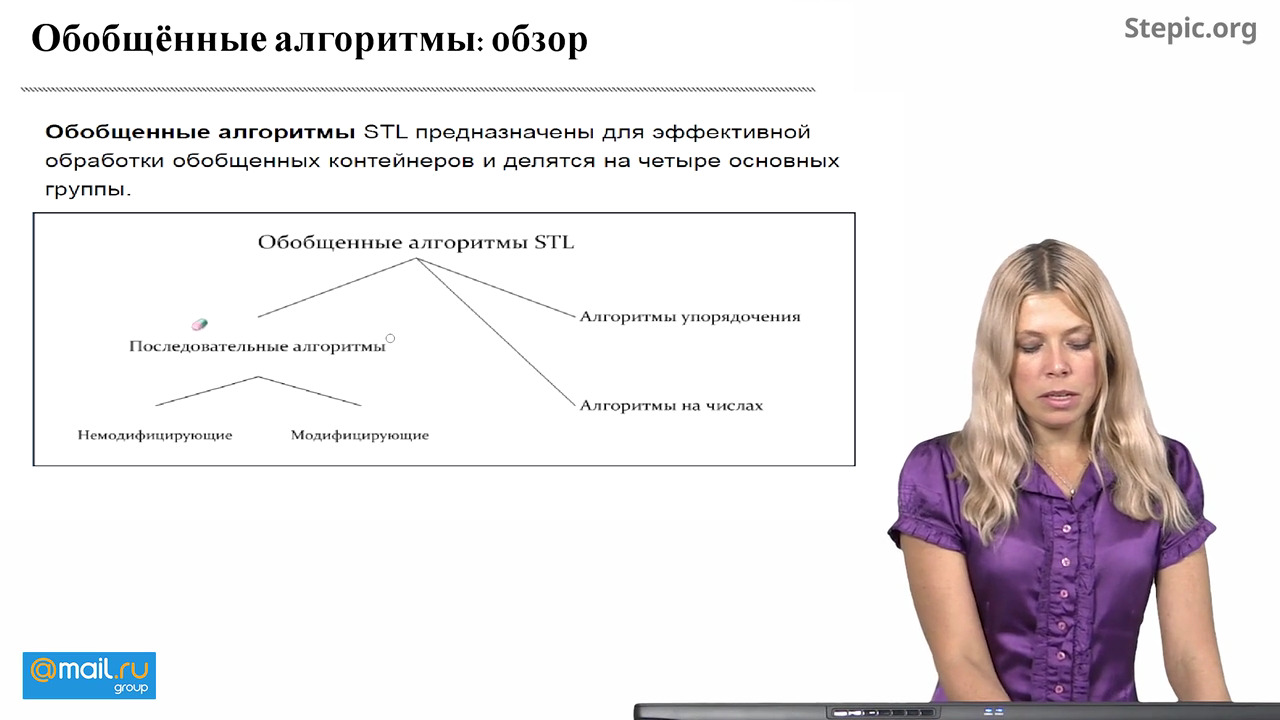 Обобщённые алгоритмы: обзор
Stepic.org
Обобщенные алгоритмы STL предназначены для эффективной
обработки обобщенных контейнеров и делятся на четыре основных
группы.
Обобщенные алгоритмы STL
Алгоритмы упорядочения
Последовательные алгоритмы
Алгоритмы на числах
Немодифицирующие
Модифицирующие
@mail.ru
group